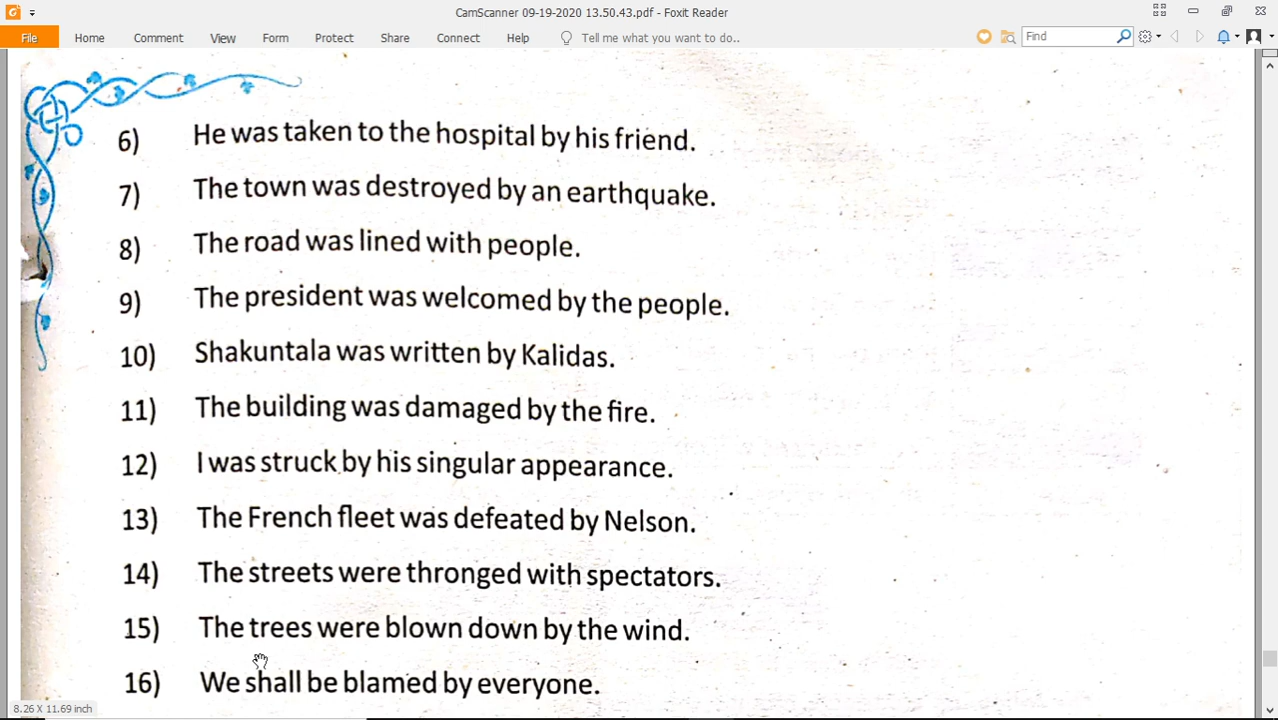 CamScanner 09-19-2020 13.50.43.pdf - Foxit Reader
File Home Comment View Form Protect Share Connect Help Tell me what you want to do.. Find
6) He was taken to the hospital by his friend.
7) The town was destroyed by an earthquake.
8) The road was lined with people.
9) The president was welcomed by the people.
10) Shakuntala was written by Kalidas.
11) The building was damaged by the fire.
12) I was struck by his singular appearance.
13) The French fleet was defeated by Nelson.
14) The streets were thronged with spectators.
15) The trees were blown down by the wind.
16) We shall be blamed by everyone.
8.26 X 11.69 inch